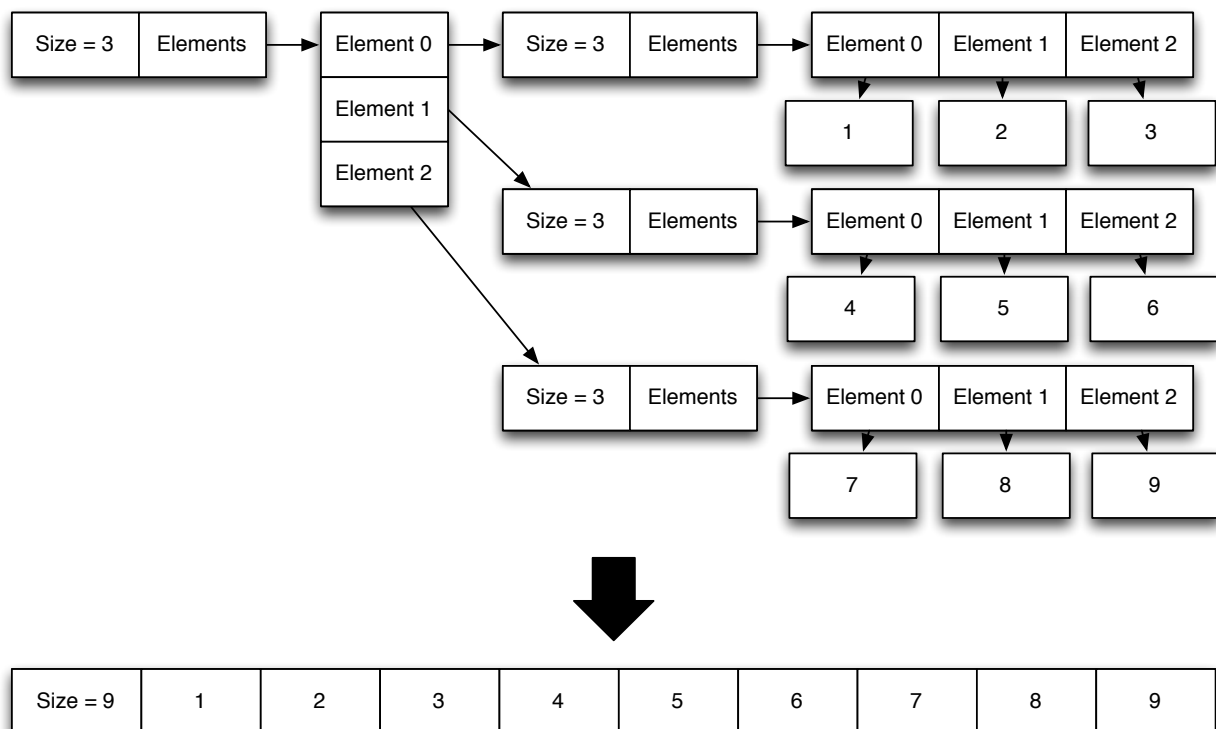 Size = 3 Elements Element 0 Size = 3 Elements Element 0 Element 1 Element 2
Element 1 1 2 3
Element 2
Size = 3 Elements Element 0 Element 1 Element 2
4 5 6
Size = 3 Elements Element 0 Element 1 Element 2
7 8 9
Size = 9 1 2 3 4 5 6 7 8 9